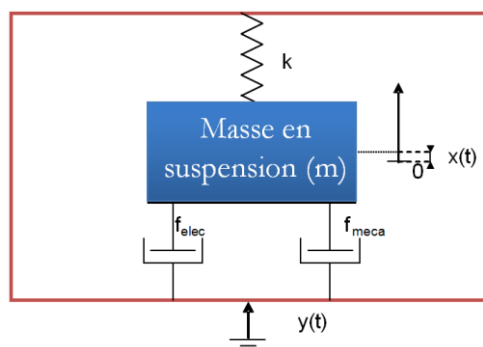 k
Masse en
suspension (m)
0
x(t)
f elec
f meca
y(t)